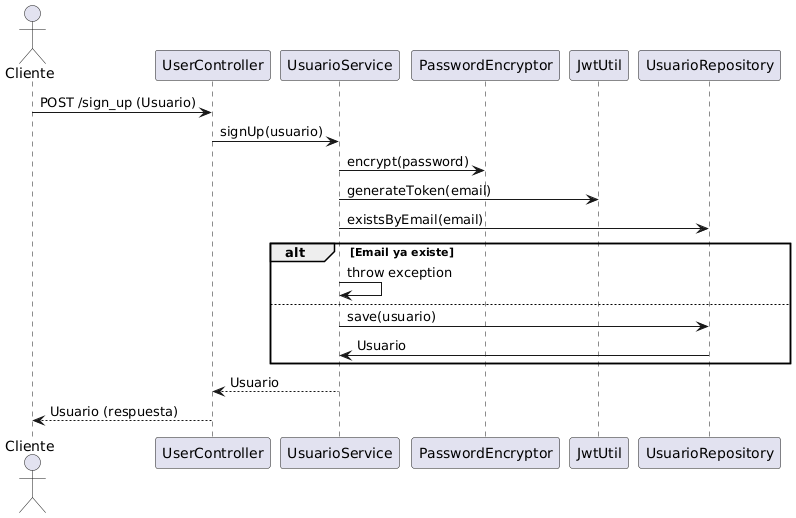 Cliente
UserController
UsuarioService
PasswordEncryptor
JwtUtil
UsuarioRepository
POST /sign_up (Usuario)
signUp(usuario)
encrypt(password)
generateToken(email)
existsByEmail(email)
alt
[Email ya existe]
throw exception
save(usuario)
Usuario
Usuario
Usuario (respuesta)
Cliente
UserController
UsuarioService
PasswordEncryptor
JwtUtil
UsuarioRepository